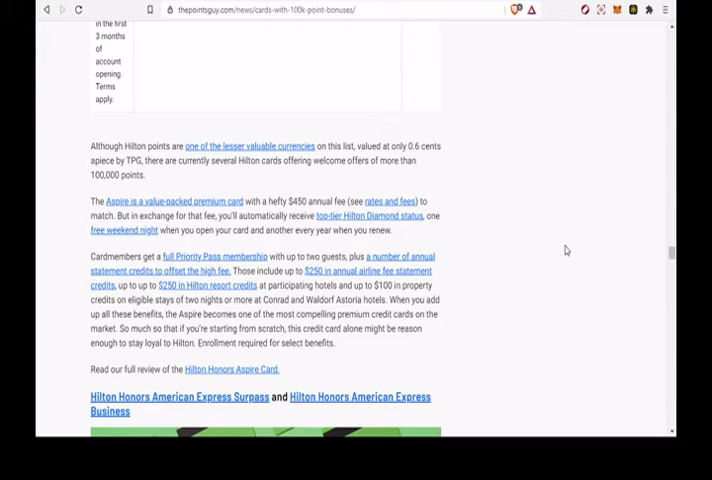 thepointsguy.com/news/cards-with-100k-point-bonuses/
in the first
3 months
of
account
opening.
Terms
apply.
Although Hilton points are one of the lesser valuable currencies on this list, valued at only 0.6 cents
apiece by TPG, there are currently several Hilton cards offering welcome offers of more than
100,000 points.
The Aspire is a value-packed premium card with a hefty $450 annual fee (see rates and fees) to
match. But in exchange for that fee, you'll automatically receive top-tier Hilton Diamond status, one
free weekend night when you open your card and another every year when you renew.
Cardmembers get a full Priority Pass membership with up to two guests, plus a number of annual
statement credits to offset the high fee. Those include up to $250 in annual airline fee statement
credits, up to up to $250 in Hilton resort credits at participating hotels and up to $100 in property
credits on eligible stays of two nights or more at Conrad and Waldorf Astoria hotels. When you add
up all these benefits, the Aspire becomes one of the most compelling premium credit cards on the
market. So much so that if you're starting from scratch, this credit card alone might be reason
enough to stay loyal to Hilton. Enrollment required for select benefits.
Read our full review of the Hilton Honors Aspire Card.
Hilton Honors American Express Surpass and Hilton Honors American Express
Business